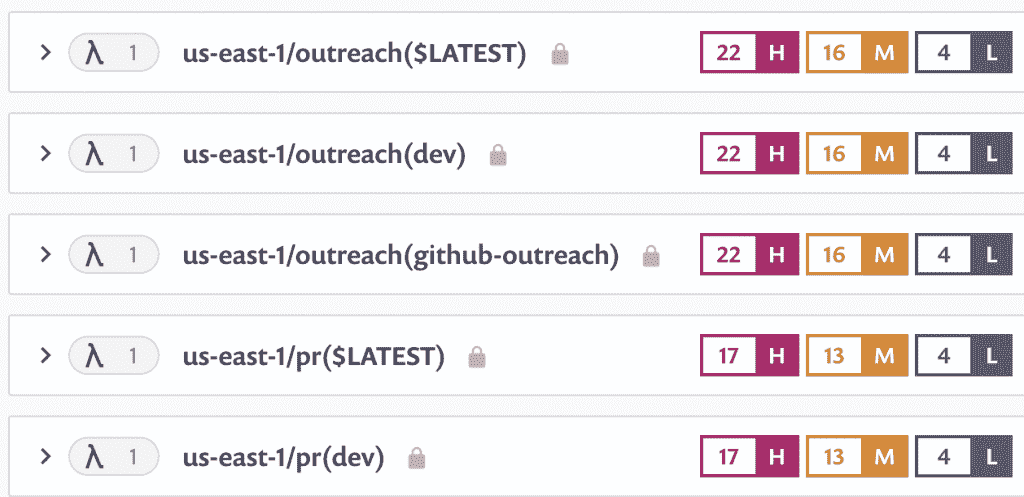 λ 1 us-east-1/outreach($LATEST) 22 H 16 M 4 L
λ 1 us-east-1/outreach(dev) 22 H 16 M 4 L
λ 1 us-east-1/outreach(github-outreach) 22 H 16 M 4 L
λ 1 us-east-1/pr($LATEST) 17 H 13 M 4 L
λ 1 us-east-1/pr(dev) 17 H 13 M 4 L